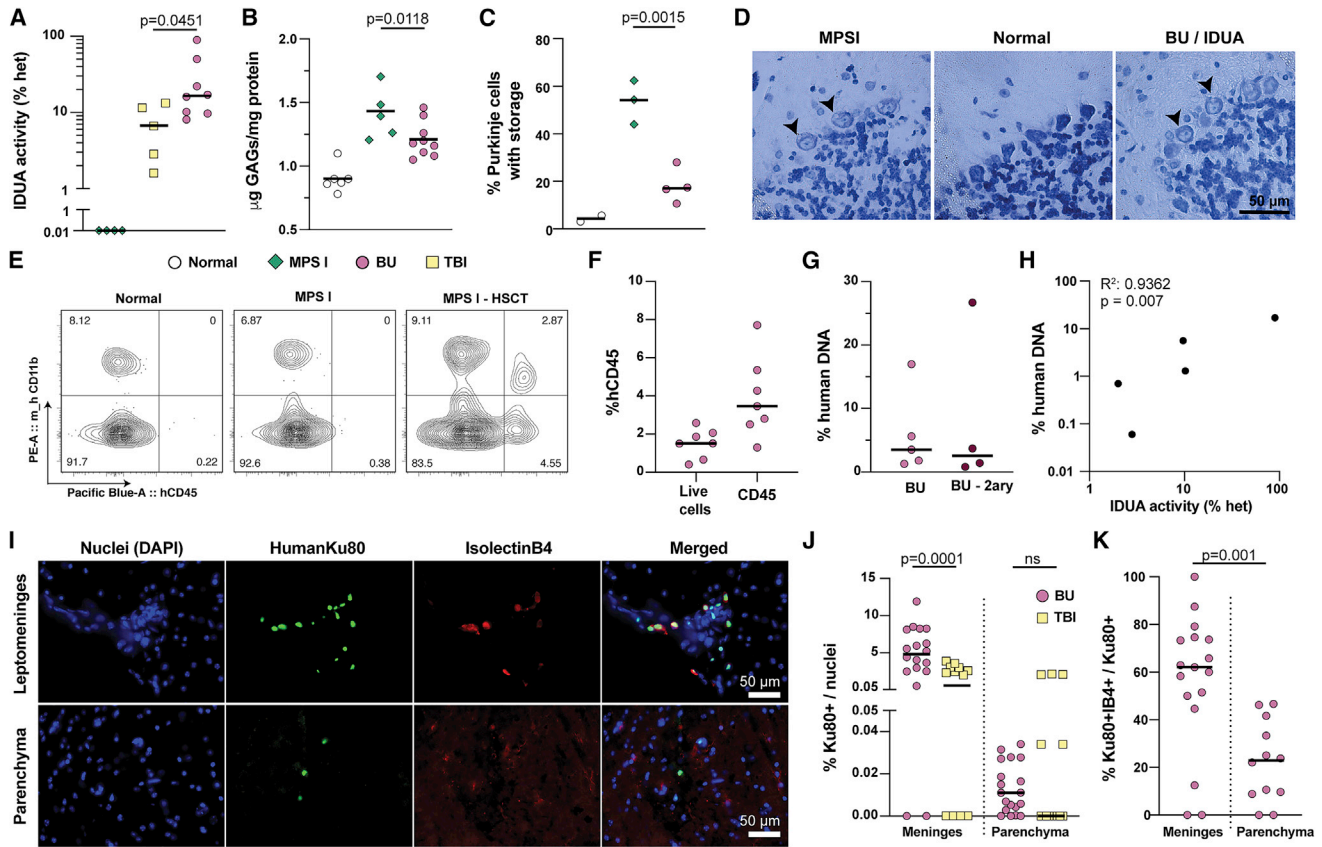 A
p=0.0451
IDUA activity (% het)
100
10
1
1
0.01
B
p=0.0118
µg GAGs/mg protein
2.0
1.5
1.0
0.5
C
p=0.0015
% Purkinje cells
with storage
80
60
40
20
0
D
MPSI
Normal
BU / IDUA
50 µm
Normal
MPS I
BU
TBI
E
Normal
MPS I
MPS I - HSCT
8.12
0
91.7
0.22
6.87
0
92.6
0.38
9.11
2.87
83.5
4.55
PE-A :: m_h CD11b
Pacific Blue-A :: hCD45
F
%hCD45
10
8
6
4
2
0
Live
cells
CD45
G
% human DNA
30
20
10
0
BU
BU - 2ary
H
R²: 0.9362
p = 0.007
% human DNA
100
10
1
0.1
0.01
1
10
100
IDUA activity (% het)
I
Nuclei (DAPI)
HumanKu80
IsolectinB4
Merged
Leptomeninges
50 µm
Parenchyma
50 µm
J
p=0.0001
ns
% Ku80+ / nuclei
15
10
5
0.05
0.05
0.04
0.02
0.00
BU
TBI
Meninges
Parenchyma
K
p=0.001
% Ku80+IB4+ / Ku80+
100
80
60
40
20
0
Meninges
Parenchyma